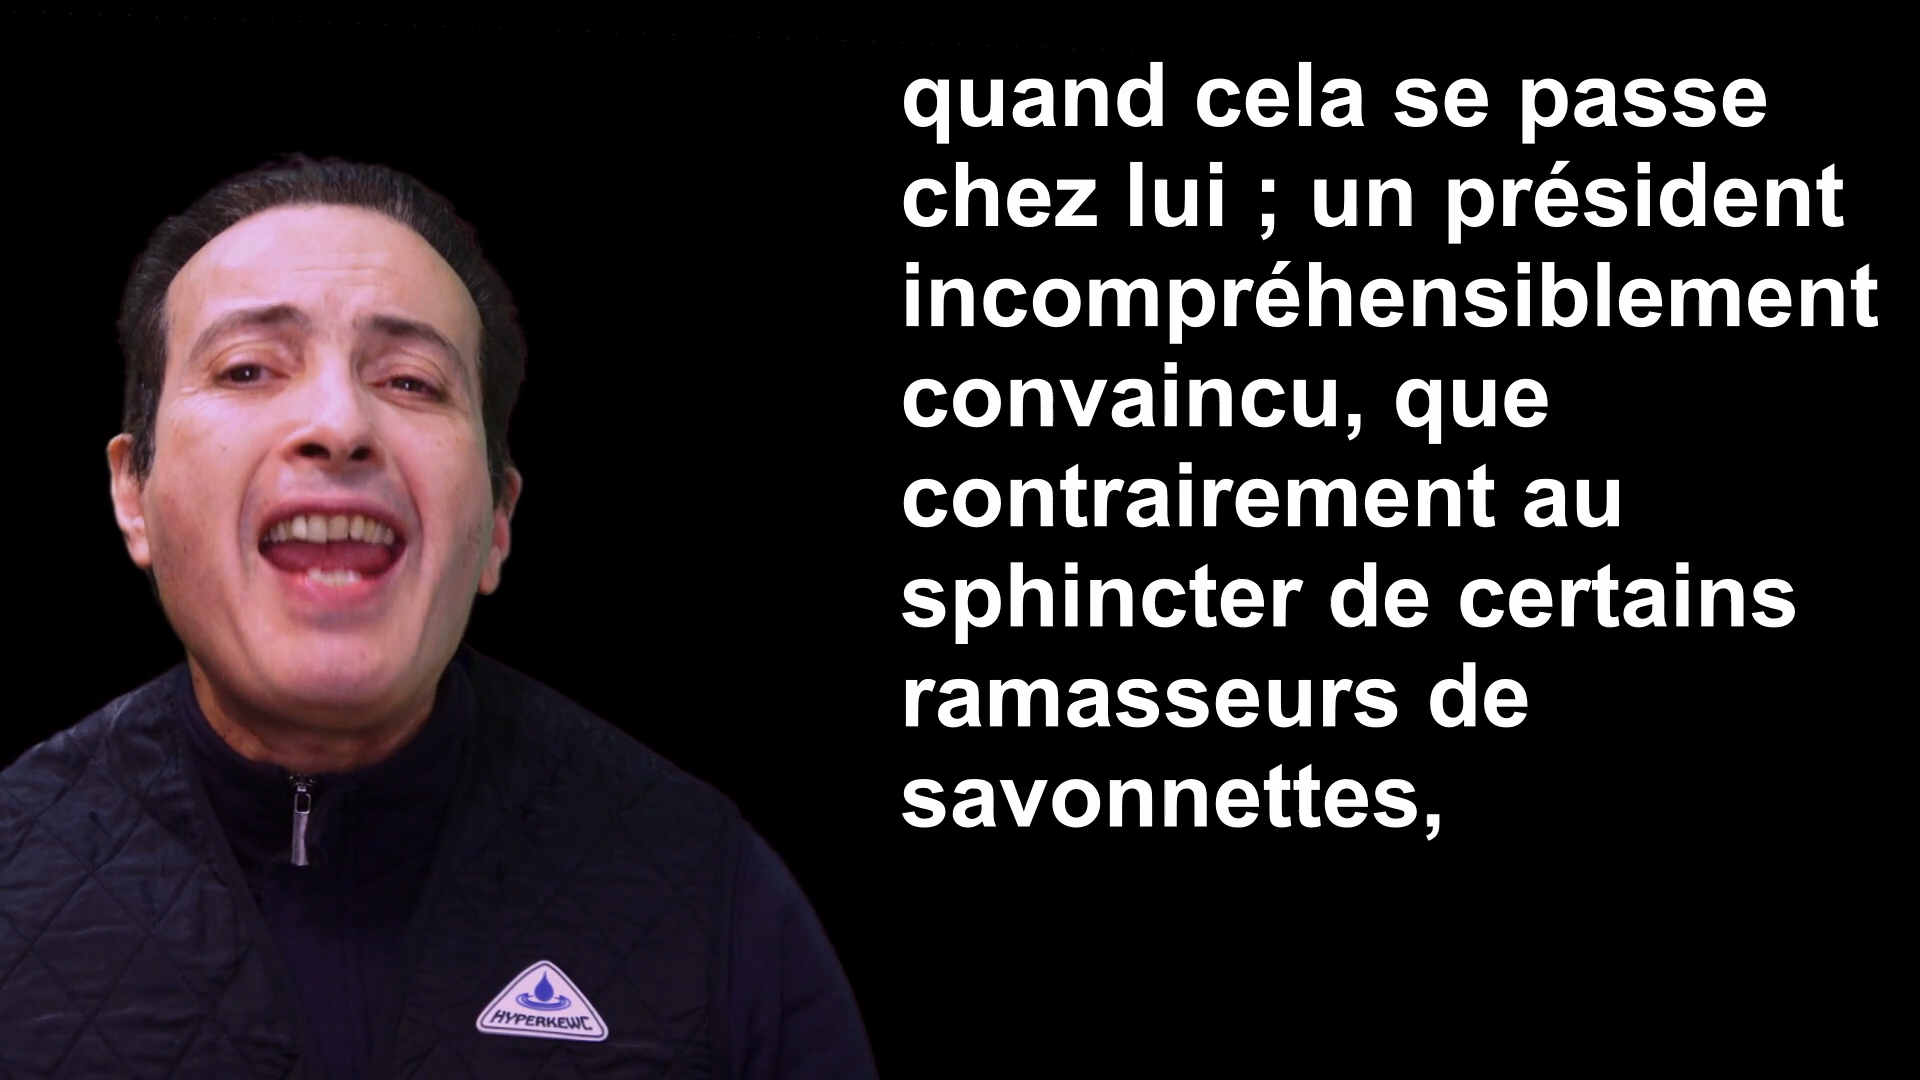 quand cela se passe
chez lui ; un président
incompréhensiblement
convaincu, que
contrairement au
sphincter de certains
ramasseurs de
savonnettes,
HYPERKEWL